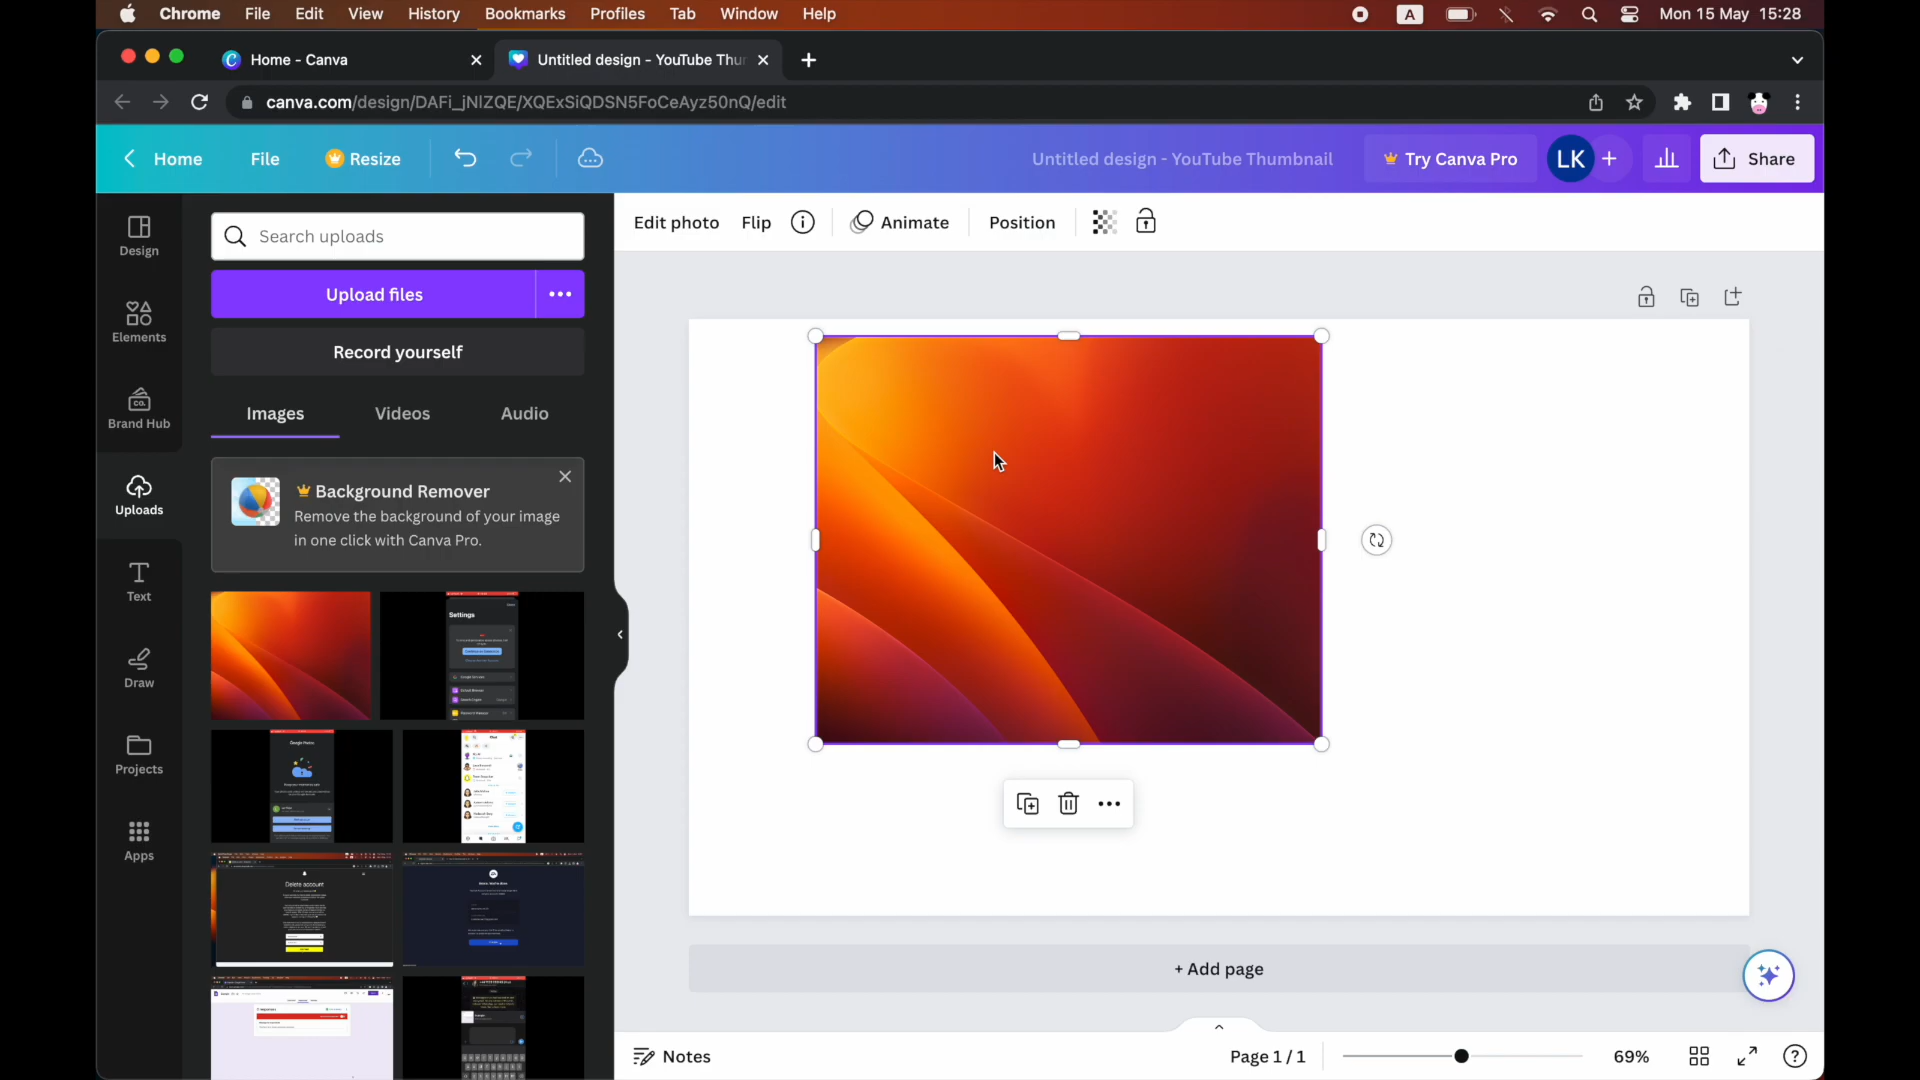 Chrome File Edit View History Bookmarks Profiles Tab Window Help A Mon 15 May 15:28
Home - Canva Untitled design - YouTube Thu
canva.com/design/DAFi_jNIZQE/XQExSiQDSN5FoCeAyz50nQ/edit
Home File Resize Untitled design - YouTube Thumbnail Try Canva Pro LK + Share
Edit photo Flip Animate Position
Search uploads
Upload files
Record yourself
Images Videos Audio
Background Remover
Remove the background of your image
in one click with Canva Pro.
Design
Elements
CO.
Brand Hub
Uploads
Text
Draw
Projects
Apps
Settings
Delete account
+ Add page
Notes Page 1 / 1 69%